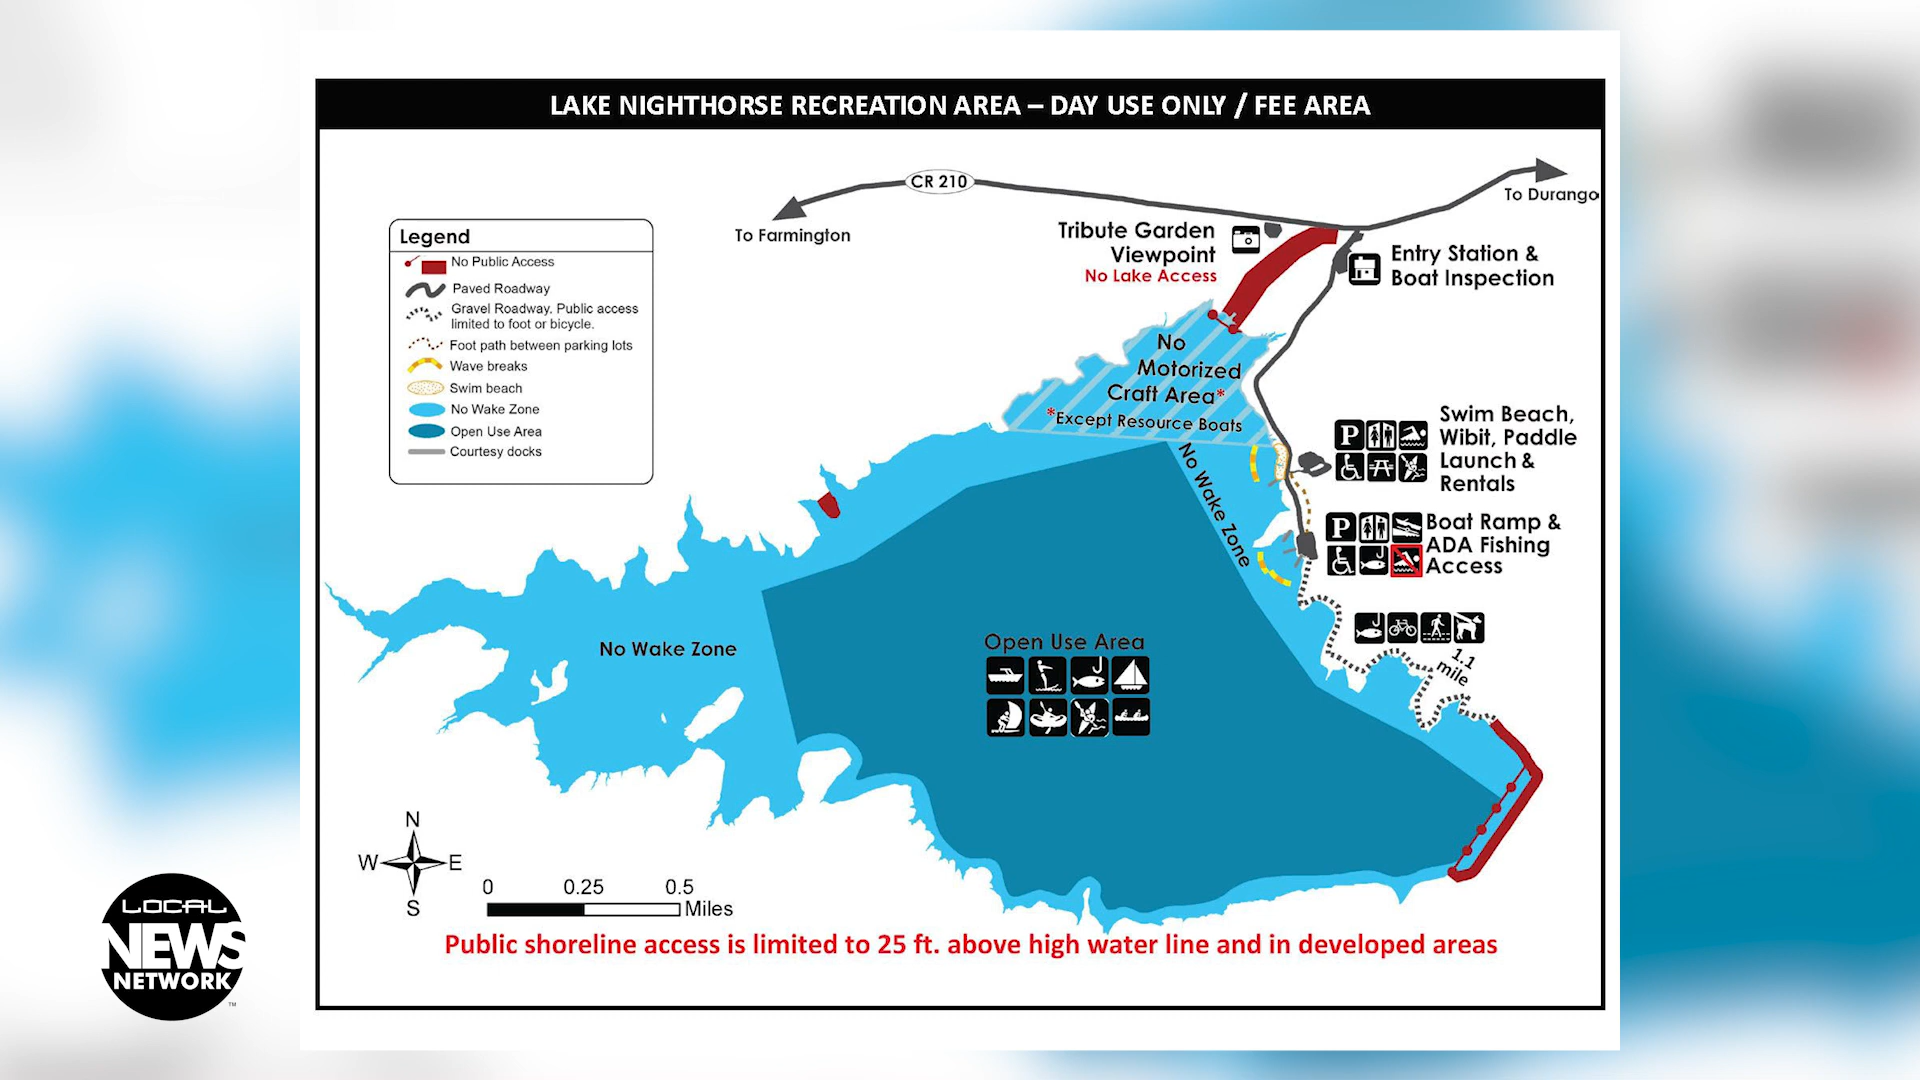 LAKE NIGHTHORSE RECREATION AREA – DAY USE ONLY / FEE AREA
CR 210
To Durango
To Farmington
Tribute Garden
Viewpoint
No Lake Access
Entry Station &
Boat Inspection
Legend
No Public Access
Paved Roadway
Gravel Roadway. Public access
limited to foot or bicycle.
Foot path between parking lots
Wave breaks
Swim beach
No Wake Zone
Open Use Area
Courtesy docks
No
Motorized
Craft Area*
*Except Resource Boats
No Wake Zone
P
Swim Beach,
Wibit, Paddle
Launch &
Rentals
P
Boat Ramp &
ADA Fishing
Access
1.1
mile
No Wake Zone
Open Use Area
N
W
E
S
0
0.25
0.5
Miles
Public shoreline access is limited to 25 ft. above high water line and in developed areas
LOCAL
NEWS
NETWORK
™